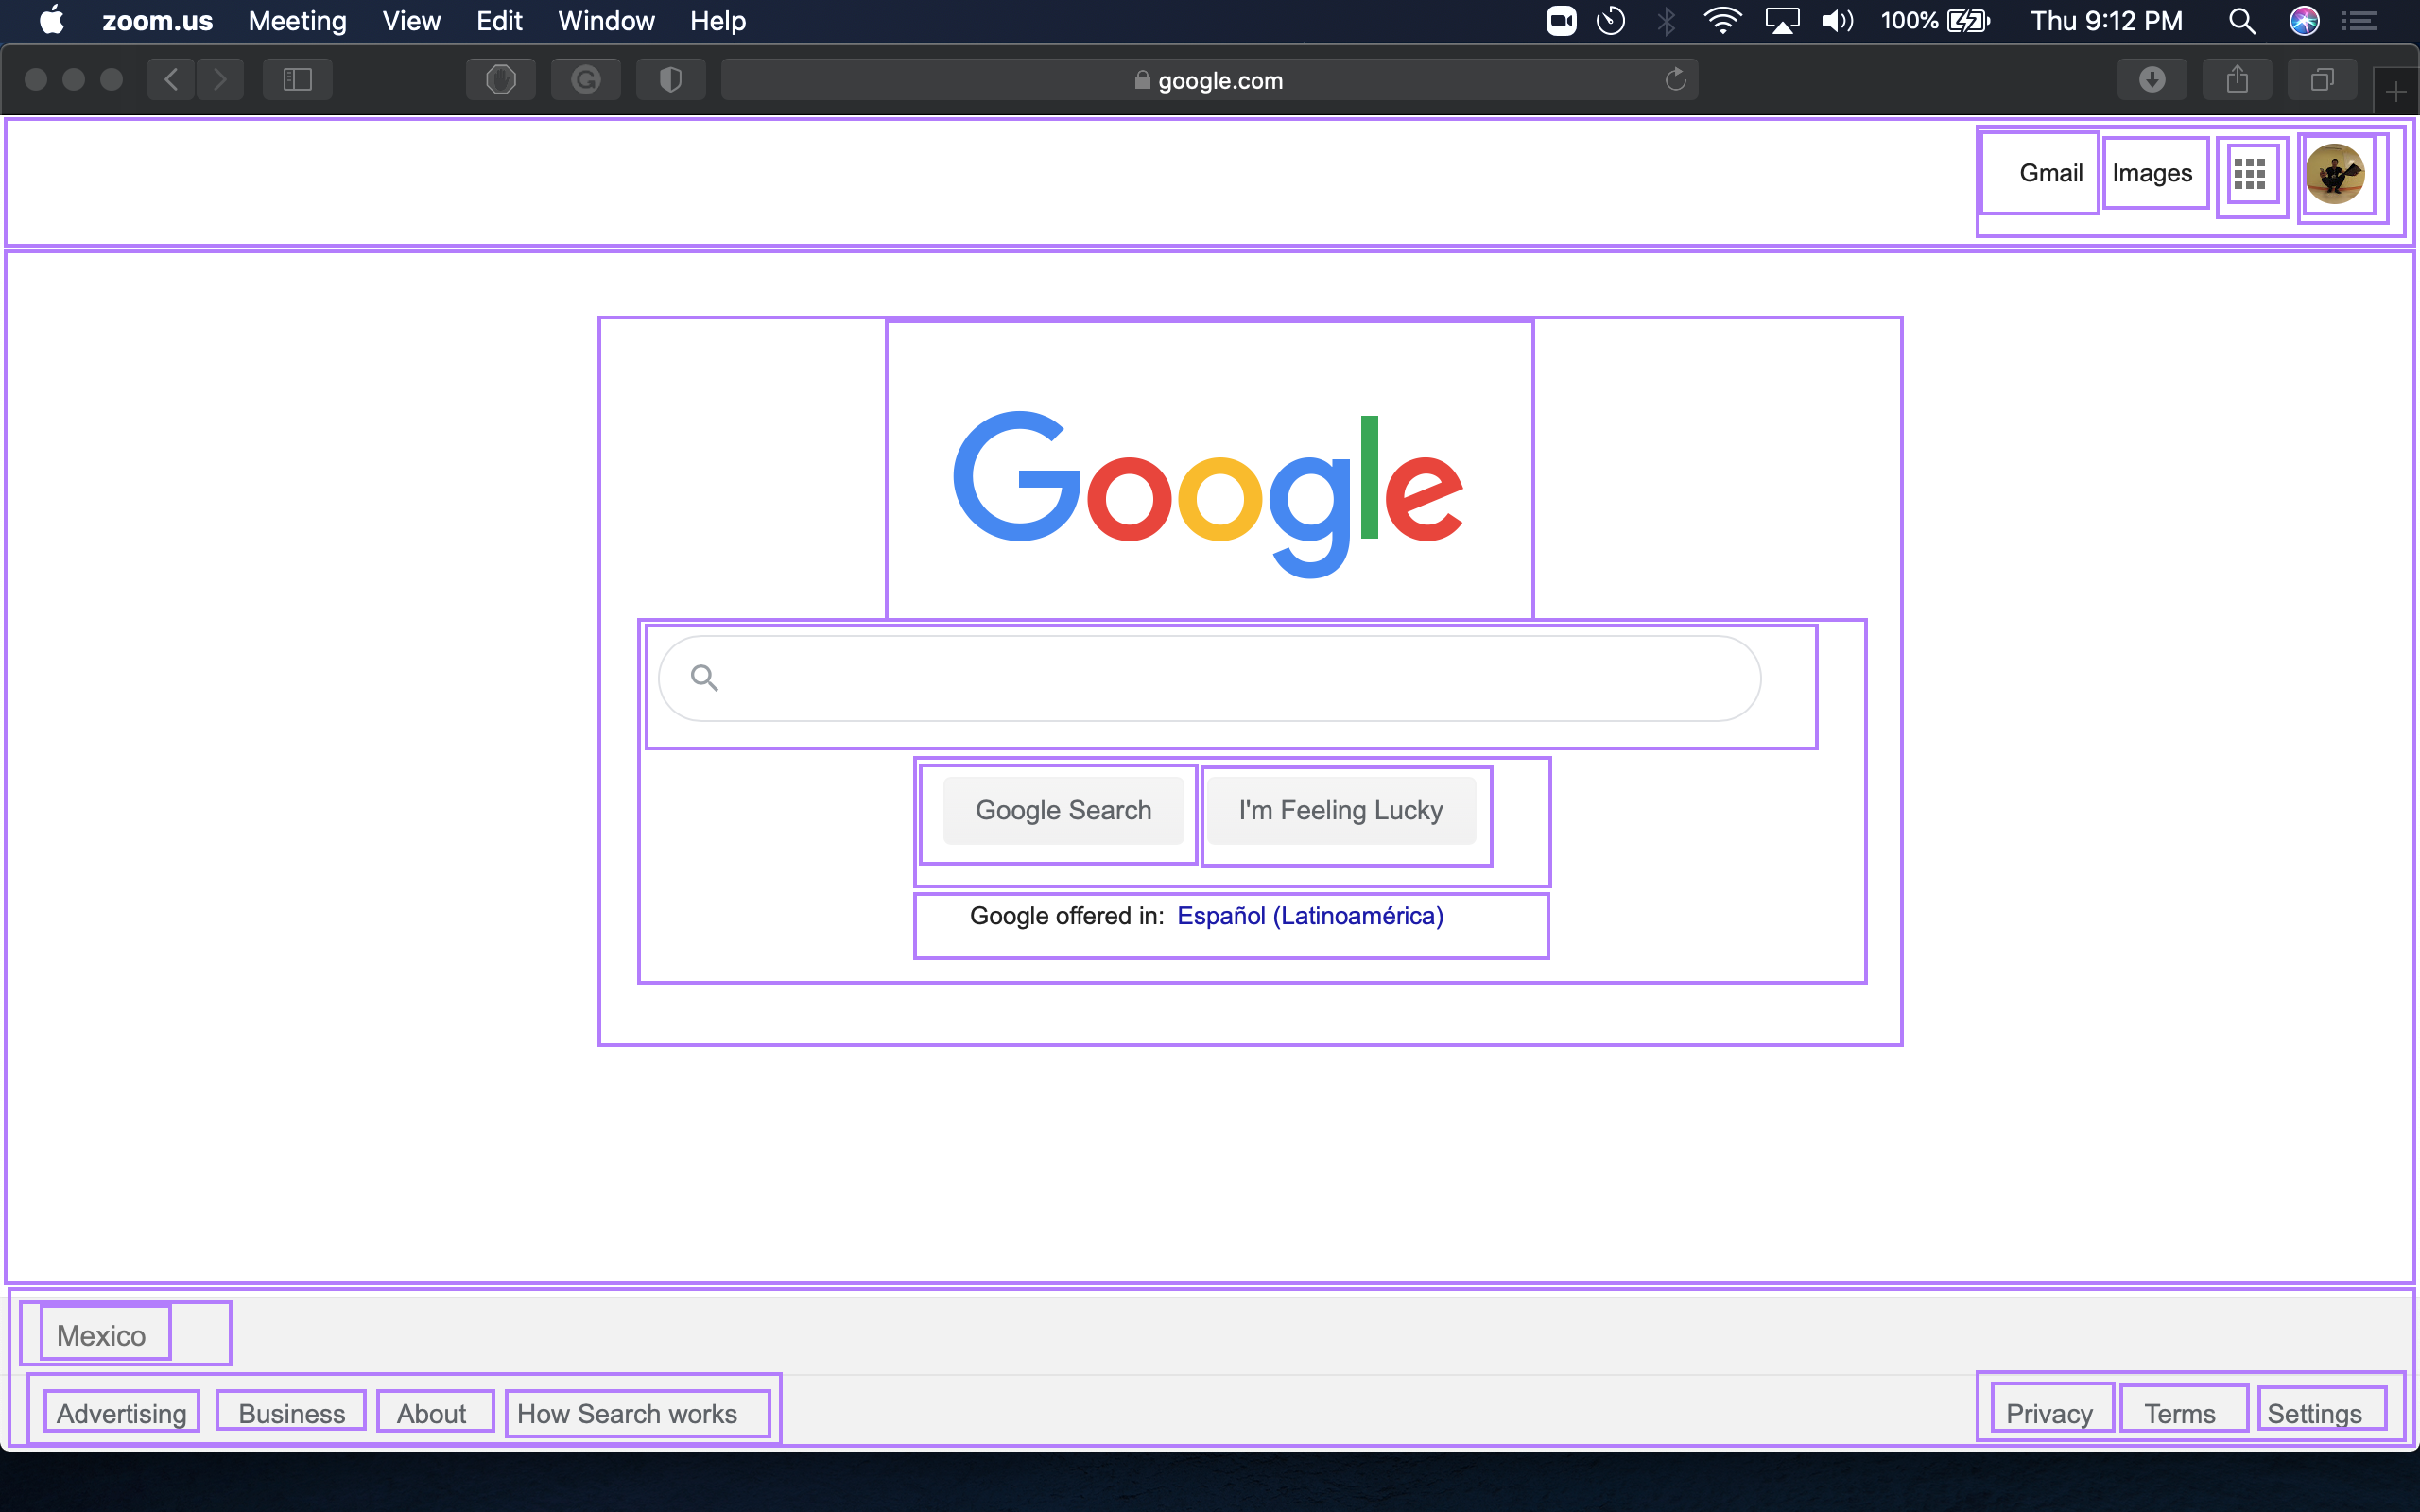 zoom.us Meeting View Edit Window Help 100% Thu 9:12 PM
google.com
Gmail Images
Google
Google Search I'm Feeling Lucky
Google offered in: Español (Latinoamérica)
Mexico
Advertising Business About How Search works Privacy Terms Settings